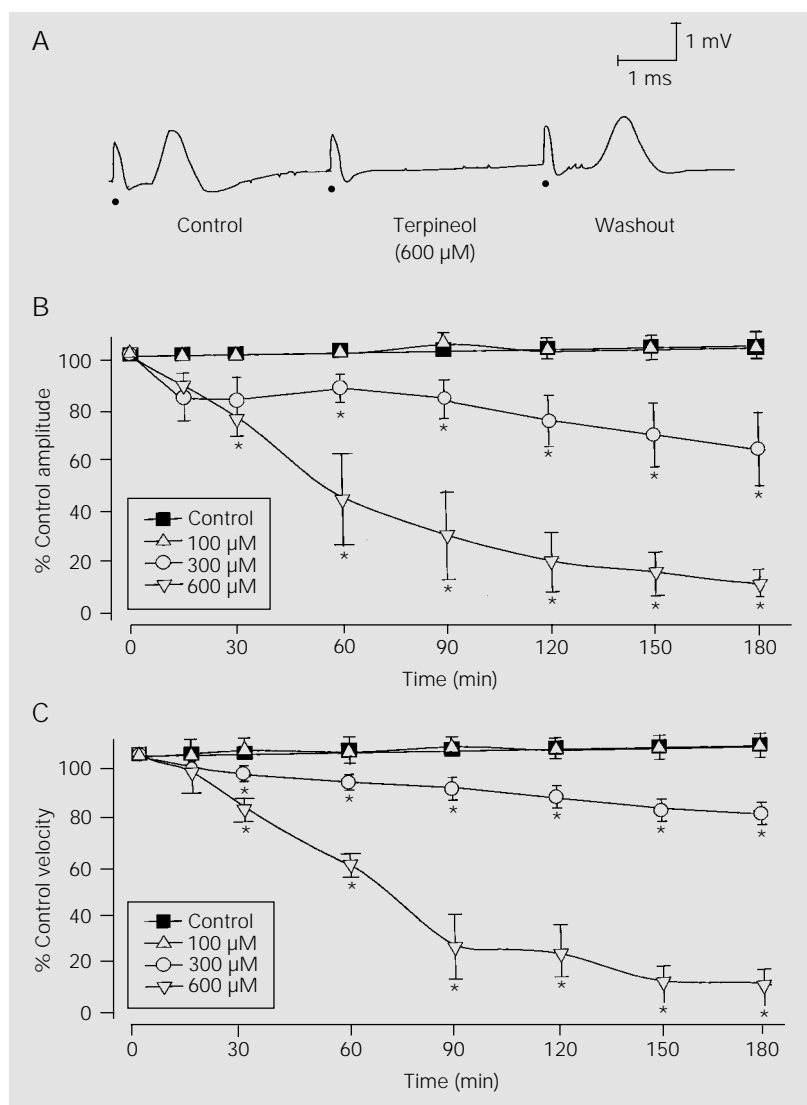 A
1 mV
1 ms
Control
Terpineol
(600 µM)
Washout
B
% Control amplitude
100
80
60
40
20
0
* * * * * *
* * * * * *
Control
100 µM
300 µM
600 µM
0 30 60 90 120 150 180
Time (min)
C
% Control velocity
100
80
60
40
20
0
* * * * * *
* * * * * *
Control
100 µM
300 µM
600 µM
0 30 60 90 120 150 180
Time (min)